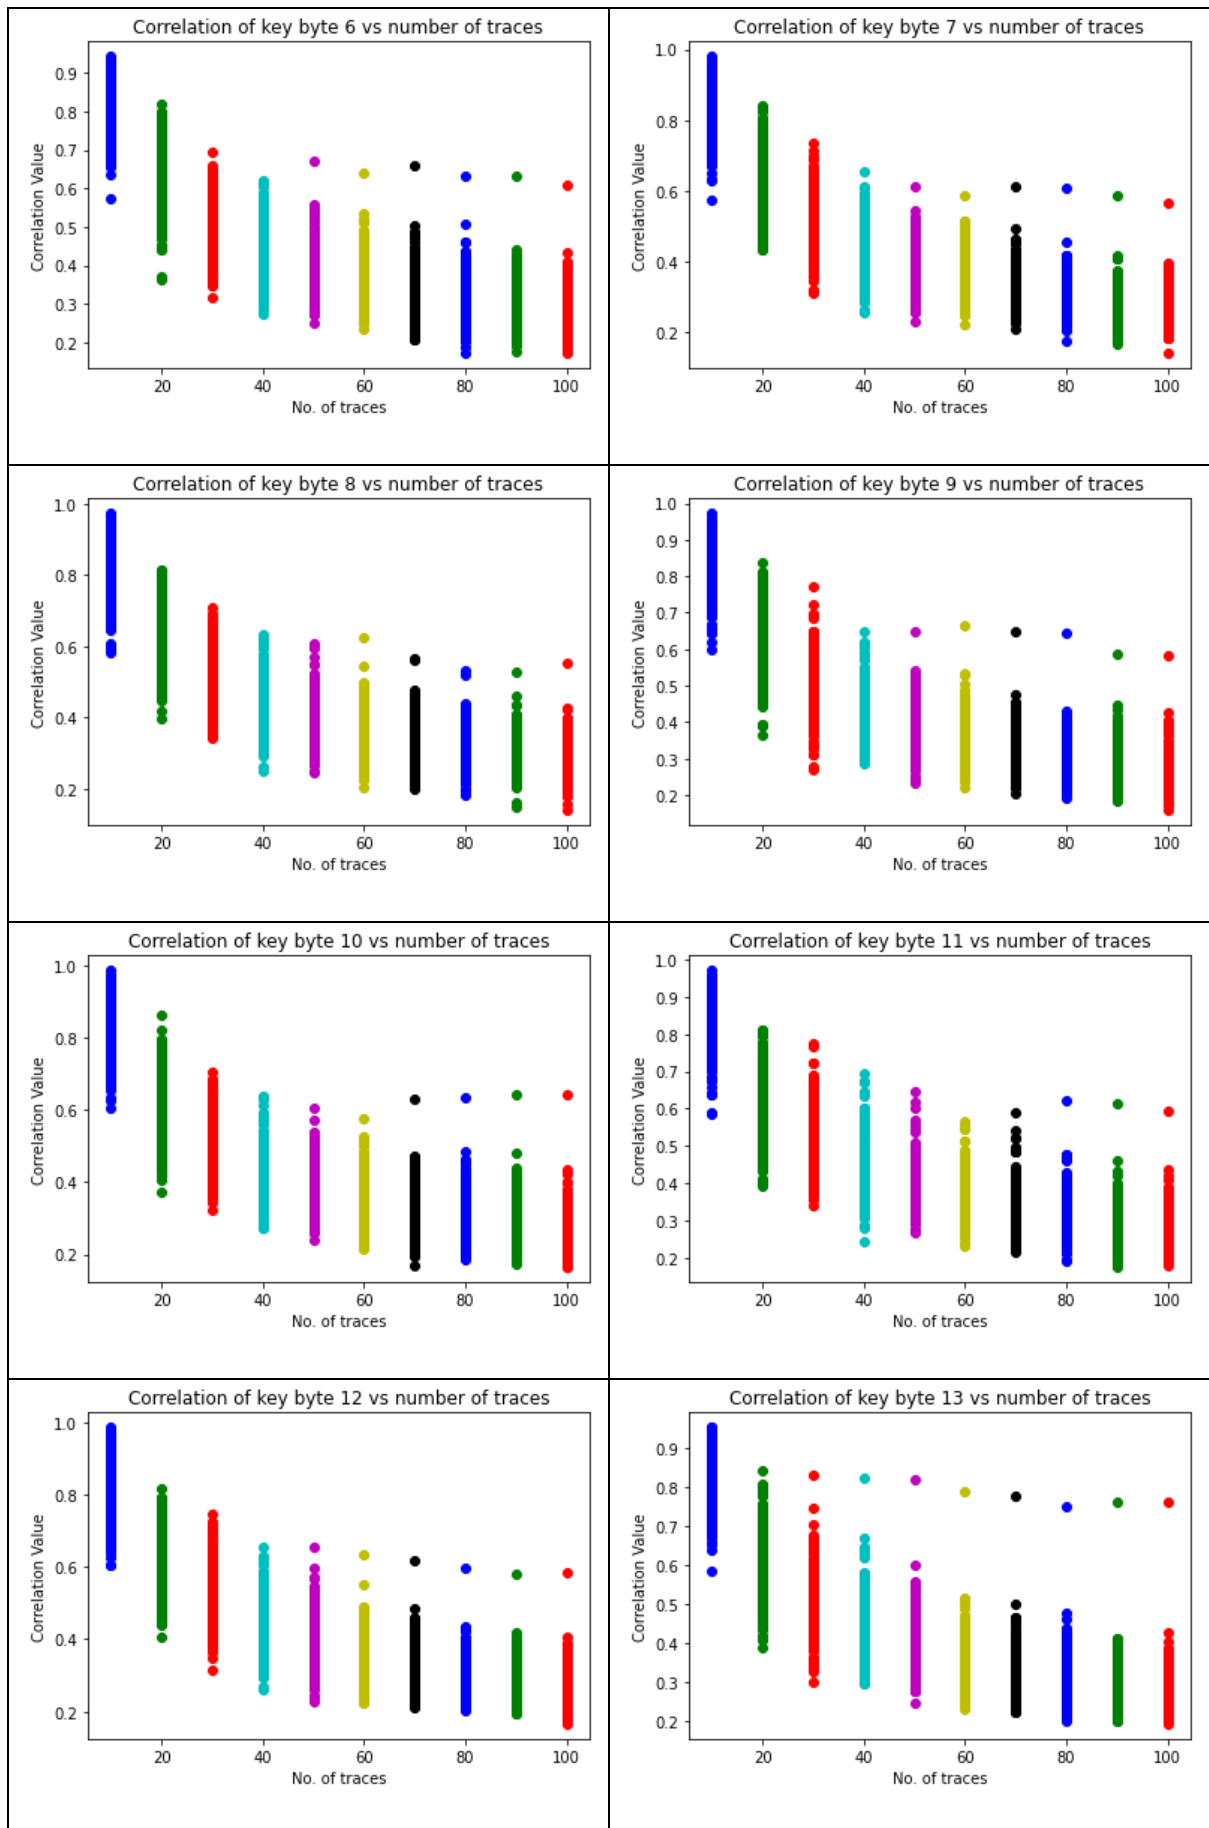 Correlation of key byte 6 vs number of traces
Correlation Value
0.9
0.8
0.7
0.6
0.5
0.4
0.3
0.2
20 40 60 80 100
No. of traces
Correlation of key byte 7 vs number of traces
Correlation Value
1.0
0.8
0.6
0.4
0.2
20 40 60 80 100
No. of traces
Correlation of key byte 8 vs number of traces
Correlation Value
1.0
0.8
0.6
0.4
0.2
20 40 60 80 100
No. of traces
Correlation of key byte 9 vs number of traces
Correlation Value
1.0
0.9
0.8
0.7
0.6
0.5
0.4
0.3
0.2
20 40 60 80 100
No. of traces
Correlation of key byte 10 vs number of traces
Correlation Value
1.0
0.8
0.6
0.4
0.2
20 40 60 80 100
No. of traces
Correlation of key byte 11 vs number of traces
Correlation Value
1.0
0.9
0.8
0.7
0.6
0.5
0.4
0.3
0.2
20 40 60 80 100
No. of traces
Correlation of key byte 12 vs number of traces
Correlation Value
1.0
0.8
0.6
0.4
0.2
20 40 60 80 100
No. of traces
Correlation of key byte 13 vs number of traces
Correlation Value
0.9
0.8
0.7
0.6
0.5
0.4
0.3
0.2
20 40 60 80 100
No. of traces